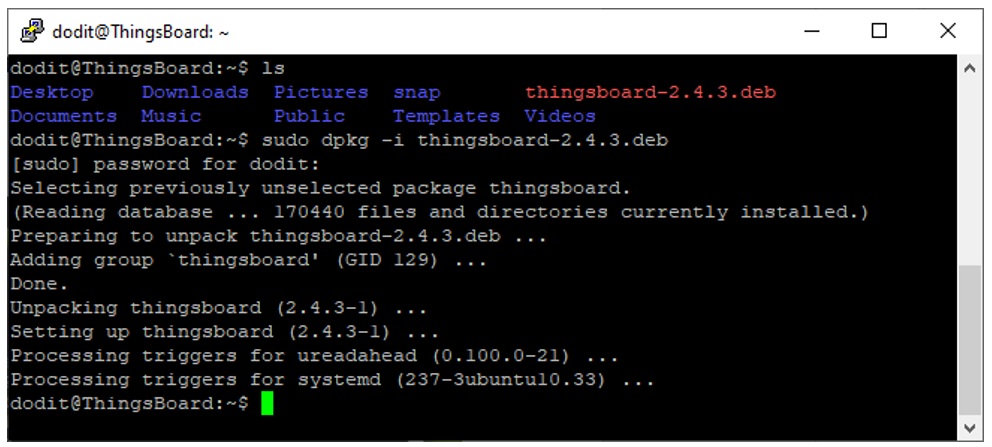 dodit@ThingsBoard: ~
dodit@ThingsBoard:~$ ls
Desktop    Downloads  Pictures  snap       thingsboard-2.4.3.deb
Documents  Music      Public    Templates  Videos
dodit@ThingsBoard:~$ sudo dpkg -i thingsboard-2.4.3.deb
[sudo] password for dodit:
Selecting previously unselected package thingsboard.
(Reading database ... 170440 files and directories currently installed.)
Preparing to unpack thingsboard-2.4.3.deb ...
Adding group `thingsboard' (GID 129) ...
Done.
Unpacking thingsboard (2.4.3-1) ...
Setting up thingsboard (2.4.3-1) ...
Processing triggers for ureadahead (0.100.0-21) ...
Processing triggers for systemd (237-3ubuntu10.33) ...
dodit@ThingsBoard:~$